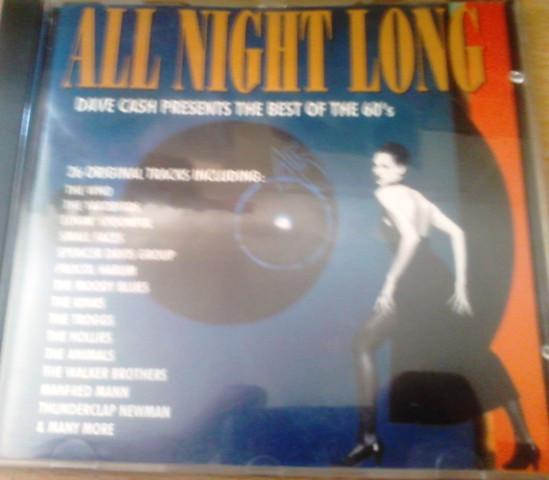 ALL NIGHT LONG
DAVE CASH PRESENTS THE BEST OF THE 60's
26 ORIGINAL TRACKS INCLUDING:
THE WHO
THE YARDBIRDS
LOVIN' SPOONFUL
SMALL FACES
SPENCER DAVIS GROUP
PROCOL HARUM
THE MOODY BLUES
THE KINKS
THE TROGGS
THE HOLLIES
THE ANIMALS
THE WALKER BROTHERS
MANFRED MANN
THUNDERCLAP NEWMAN
& MANY MORE